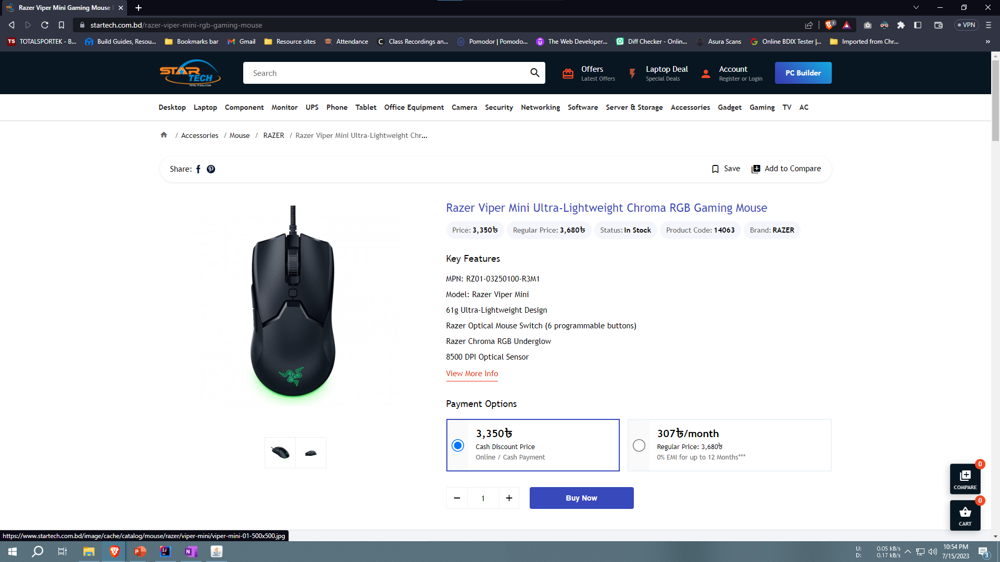 Razer Viper Mini Gaming Mouse
startech.com.bd/razer-viper-mini-rgb-gaming-mouse
7
VPN
TS TOTALSPORTEK - B...
Build Guides, Resou...
Bookmarks bar
Gmail
Resource sites
Attendance
Class Recordings an...
Pomodor | Pomodo...
The Web Developer...
Diff Checker - Onlin...
Asura Scans
Online BDIX Tester |...
Imported from Chr...
»
STAR TECH
TOTAL IT SOLUTION
Search
Offers
Latest Offers
Laptop Deal
Special Deals
Account
Register or Login
PC Builder
Desktop Laptop Component Monitor UPS Phone Tablet Office Equipment Camera Security Networking Software Server & Storage Accessories Gadget Gaming TV AC
/ Accessories / Mouse / RAZER / Razer Viper Mini Ultra-Lightweight Chr...
Share:
Save
Add to Compare
Razer Viper Mini Ultra-Lightweight Chroma RGB Gaming Mouse
Price: 3,350৳ Regular Price: 3,680৳ Status: In Stock Product Code: 14063 Brand: RAZER
Key Features
MPN: RZ01-03250100-R3M1
Model: Razer Viper Mini
61g Ultra-Lightweight Design
Razer Optical Mouse Switch (6 programmable buttons)
Razer Chroma RGB Underglow
8500 DPI Optical Sensor
View More Info
Payment Options
3,350৳
Cash Discount Price
Online / Cash Payment
307৳/month
Regular Price: 3,680৳
0% EMI for up to 12 Months***
− 1 +
Buy Now
0
COMPARE
0
CART
https://www.startech.com.bd/image/cache/catalog/mouse/razer/viper-mini/viper-mini-01-500x500.jpg
U: 0.05 kB/s
D: 0.17 kB/s
10:54 PM
7/15/2023
3